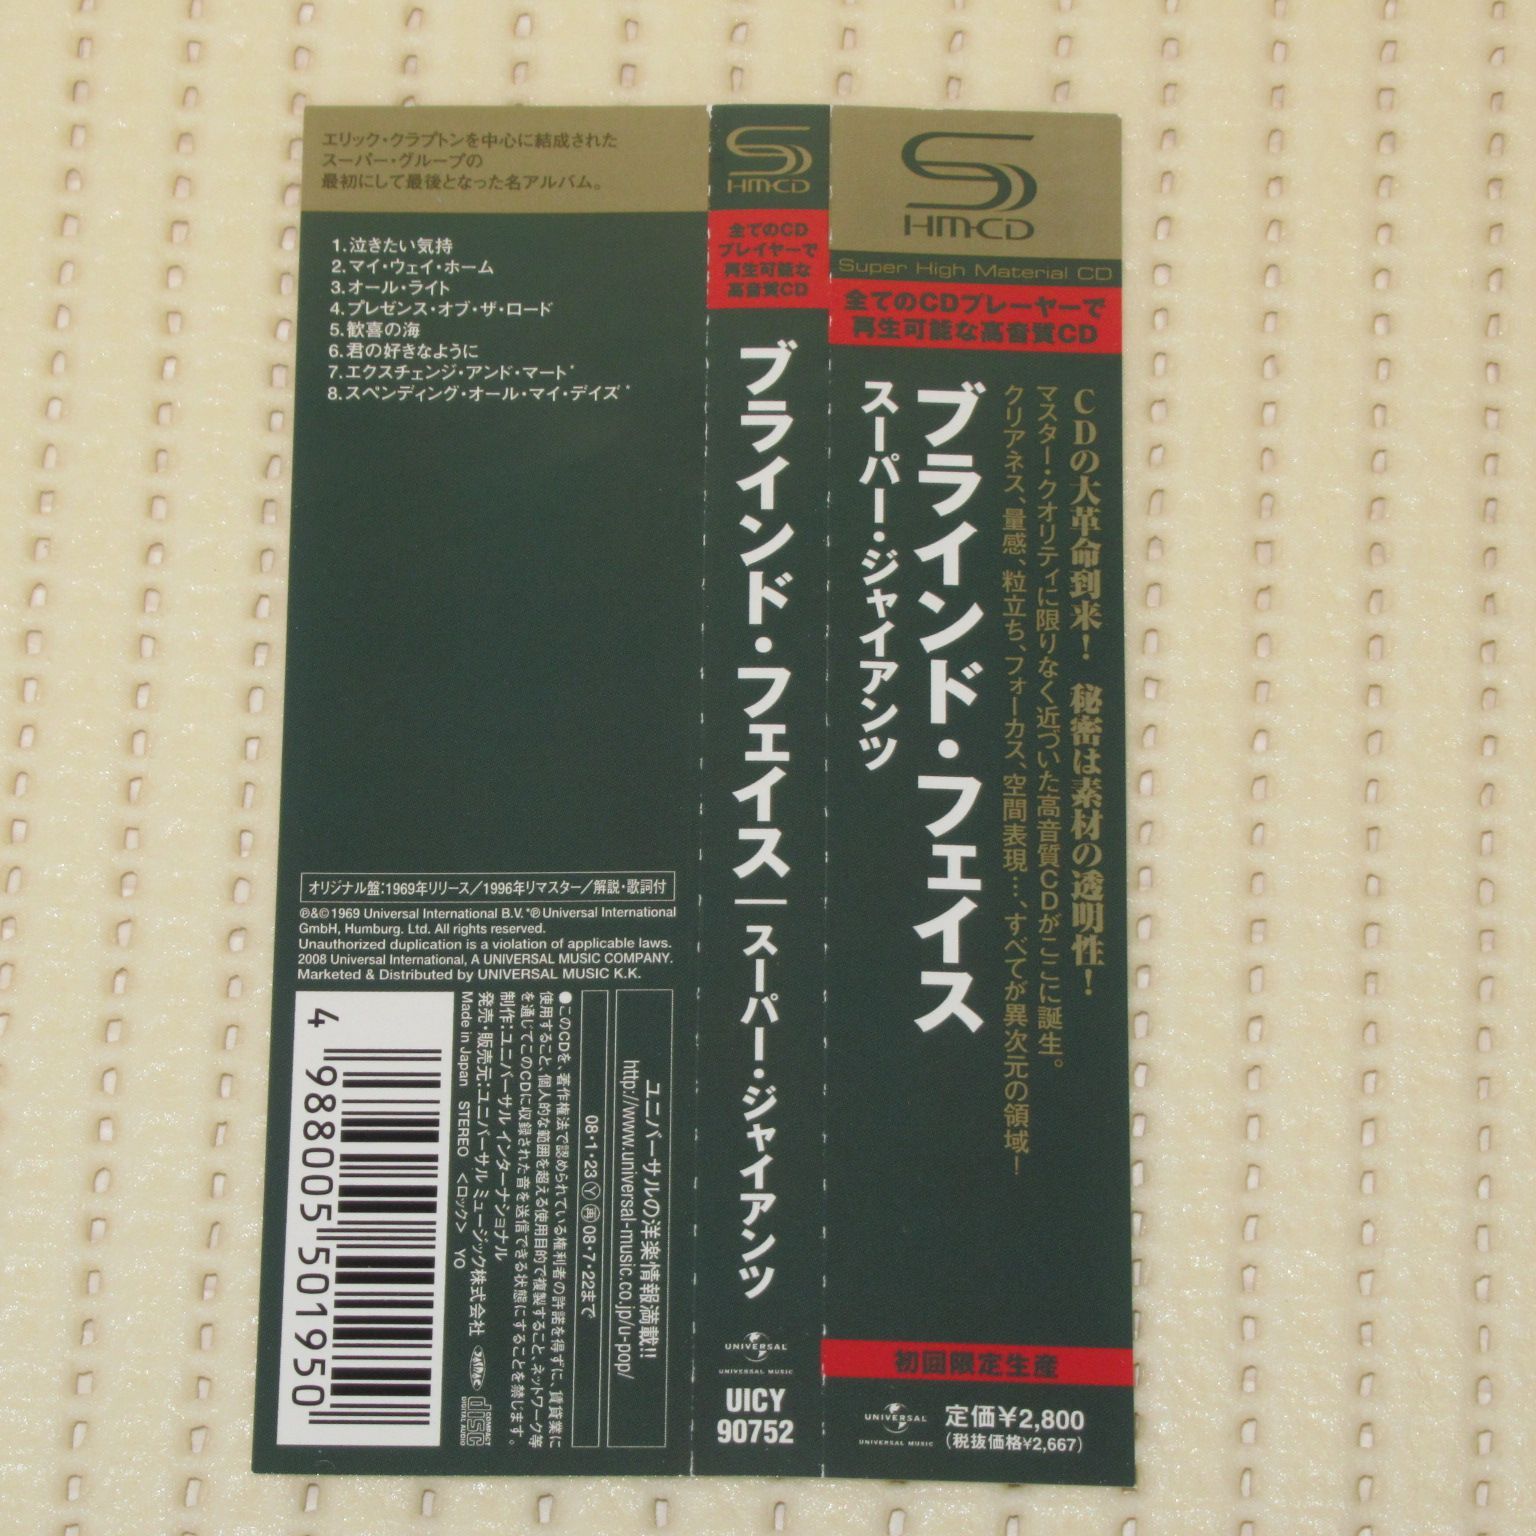 エリック・クラプトンを中心に結成された
スーパー・グループの
最初にして最後となった名アルバム。
1.泣きたい気持
2.マイ・ウェイ・ホーム
3.オール・ライト
4.プレゼンス・オブ・ザ・ロード
5.歓喜の海
6.君の好きなように
7.エクスチェンジ・アンド・マート*
8.スペンディング・オール・マイ・デイズ*
オリジナル盤:1969年リリース／1996年リマスター／解説・歌詞付
℗&©1969 Universal International B.V. *℗Universal International
GmbH, Humburg. Ltd. All rights reserved.
Unauthorized duplication is a violation of applicable laws.
2008 Universal International, A UNIVERSAL MUSIC COMPANY.
Marketed & Distributed by UNIVERSAL MUSIC K.K.
ユニバーサルの洋楽情報満載!!
http://www.universal-music.co.jp/u-pop/
08・1・23Ⓨ㊢08・7・22まで
●このCDを、著作権法で認められている権利者の許諾を得ずに、賃貸業に
使用すること、個人的な範囲を超える使用目的で複製すること、ネットワーク等
を通じてこのCDに収録された音を送信できる状態にすることを禁じます。
制作:ユニバーサル インターナショナル
発売・販売元:ユニバーサル ミュージック株式会社
Made in Japan STEREO <ロック> YO
COMPACT
disc
DIGITAL AUDIO
4 988005 501950
HM-CD
全てのCD
プレイヤーで
再生可能な
高音質CD
ブラインド・フェイス｜スーパー・ジャイアンツ
UNIVERSAL
UNIVERSAL MUSIC
UICY
90752
HM-CD
Super High Material CD
全てのCDプレーヤーで
再生可能な高音質CD
CDの大革命到来！ 秘密は素材の透明性！
マスター・クオリティに限りなく近づいた高音質CDがここに誕生。
クリアネス、量感、粒立ち、フォーカス、空間表現…、すべてが異次元の領域！
ブラインド・フェイス
スーパー・ジャイアンツ
初回限定生産
UNIVERSAL
UNIVERSAL MUSIC
定価¥2,800
(税抜価格¥2,667)